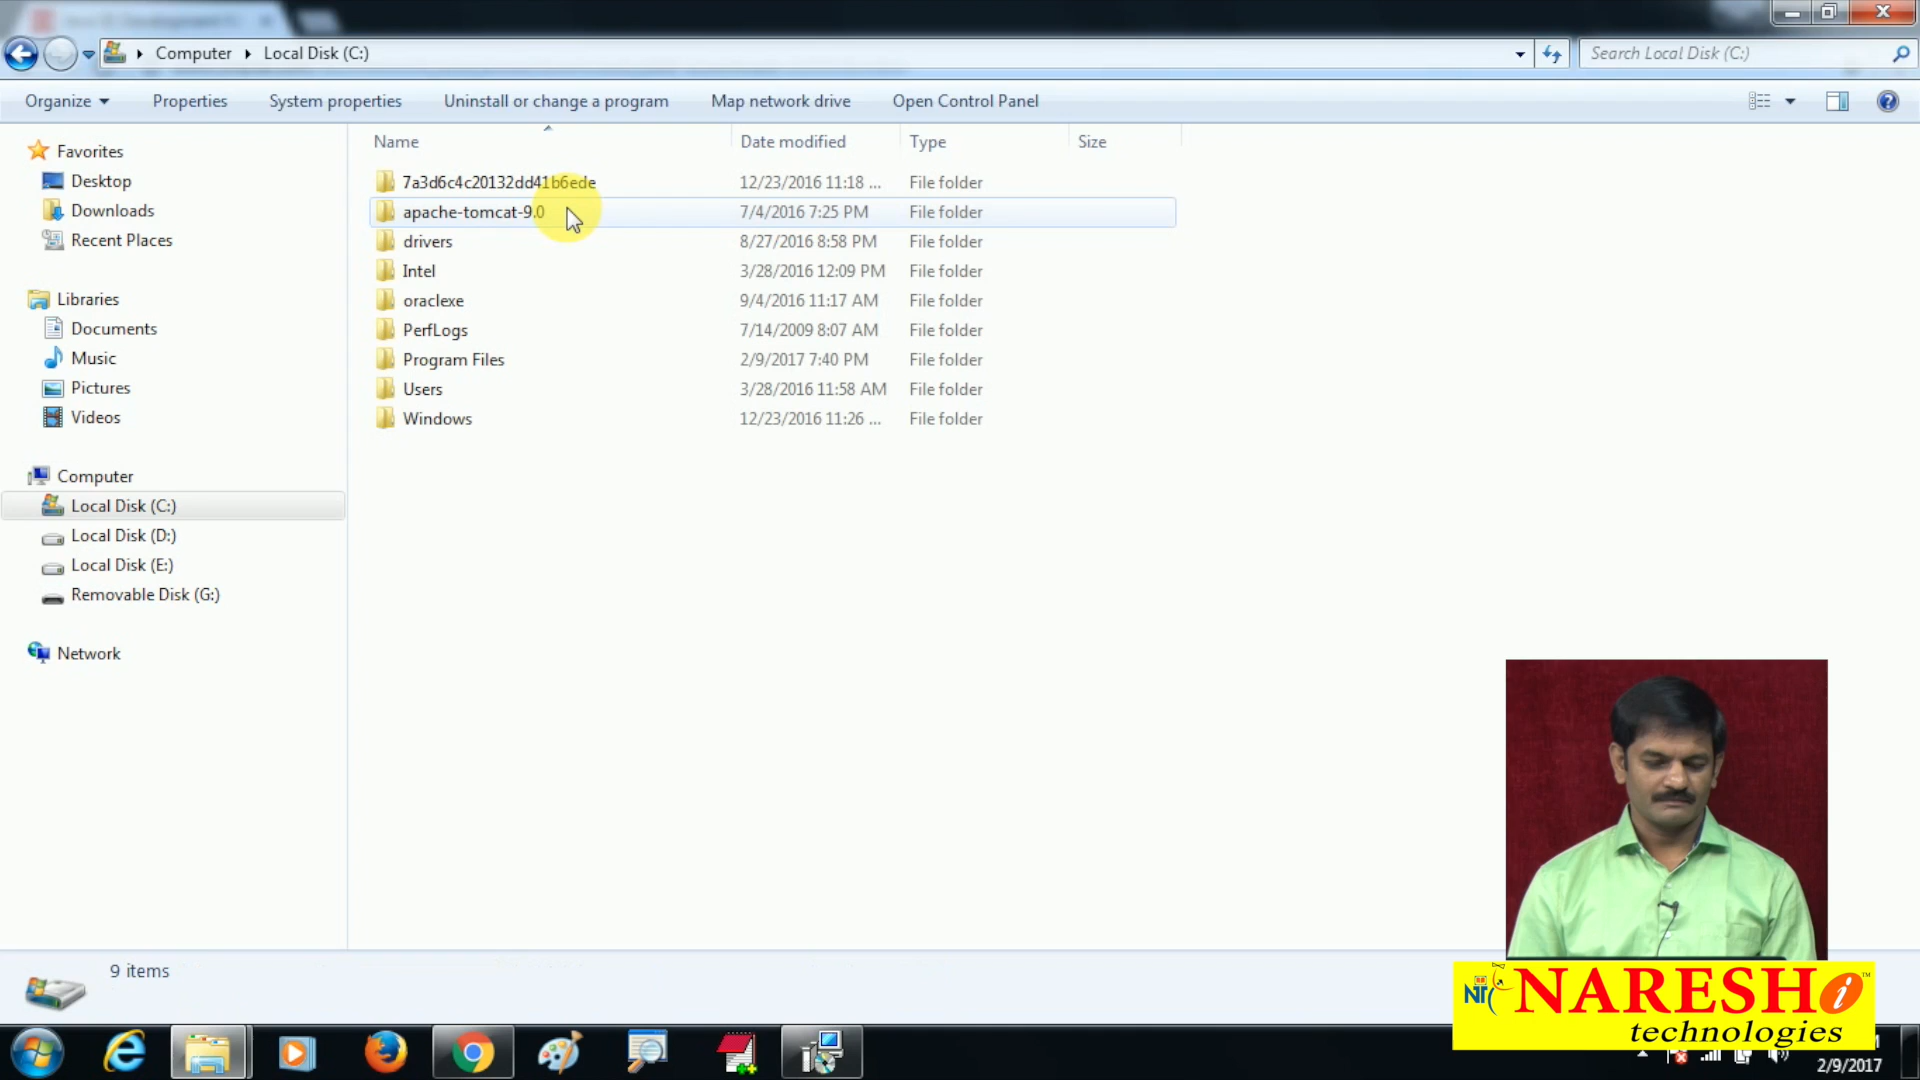 Computer ▸ Local Disk (C:)
Search Local Disk (C:)
Organize Properties System properties Uninstall or change a program Map network drive Open Control Panel
Name Date modified Type Size
Favorites
Desktop
Downloads
Recent Places
Libraries
Documents
Music
Pictures
Videos
Computer
Local Disk (C:)
Local Disk (D:)
Local Disk (E:)
Removable Disk (G:)
Network
7a3d6c4c20132dd41b6ede 12/23/2016 11:18 ... File folder
apache-tomcat-9.0 7/4/2016 7:25 PM File folder
drivers 8/27/2016 8:58 PM File folder
Intel 3/28/2016 12:09 PM File folder
oraclexe 9/4/2016 11:17 AM File folder
PerfLogs 7/14/2009 8:07 AM File folder
Program Files 2/9/2017 7:40 PM File folder
Users 3/28/2016 11:58 AM File folder
Windows 12/23/2016 11:26 ... File folder
9 items
NARESH i ™
technologies
2/9/2017